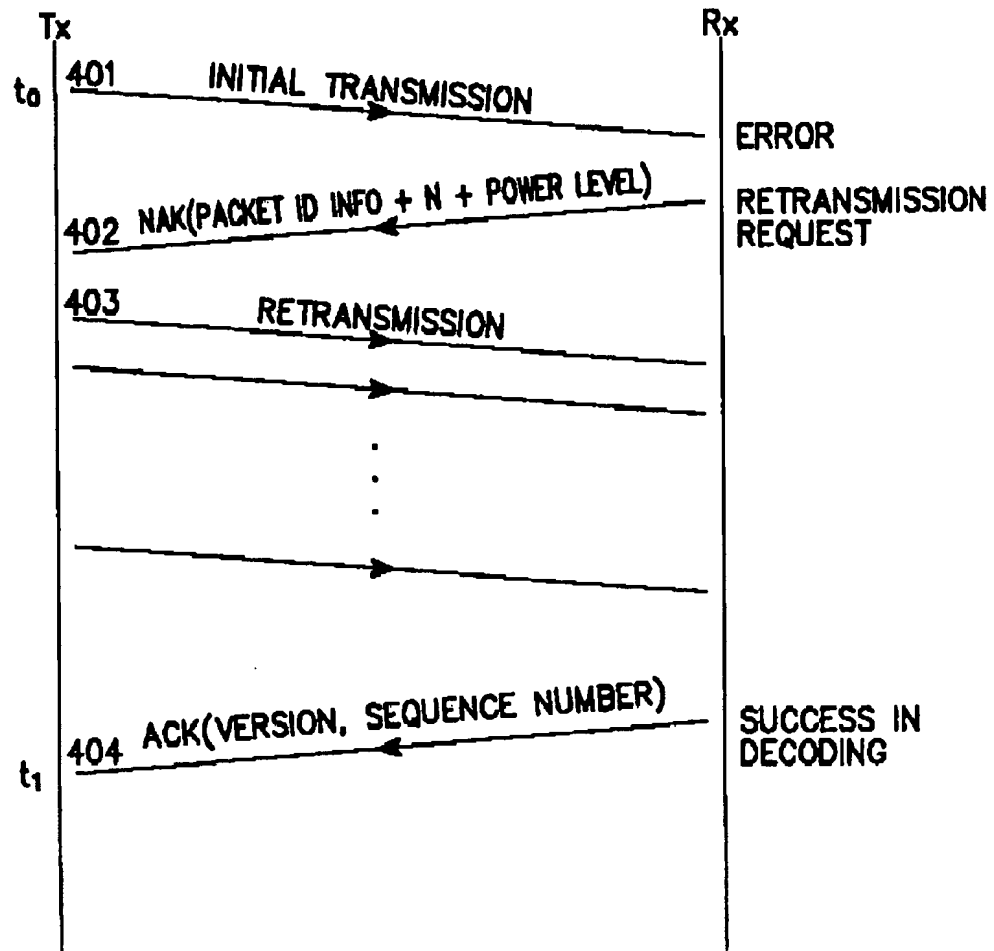 Tx
Rx
t0
401
INITIAL TRANSMISSION
ERROR
NAK(PACKET ID INFO + N + POWER LEVEL)
RETRANSMISSION
REQUEST
402
403
RETRANSMISSION
ACK(VERSION, SEQUENCE NUMBER)
SUCCESS IN
DECODING
404
t1